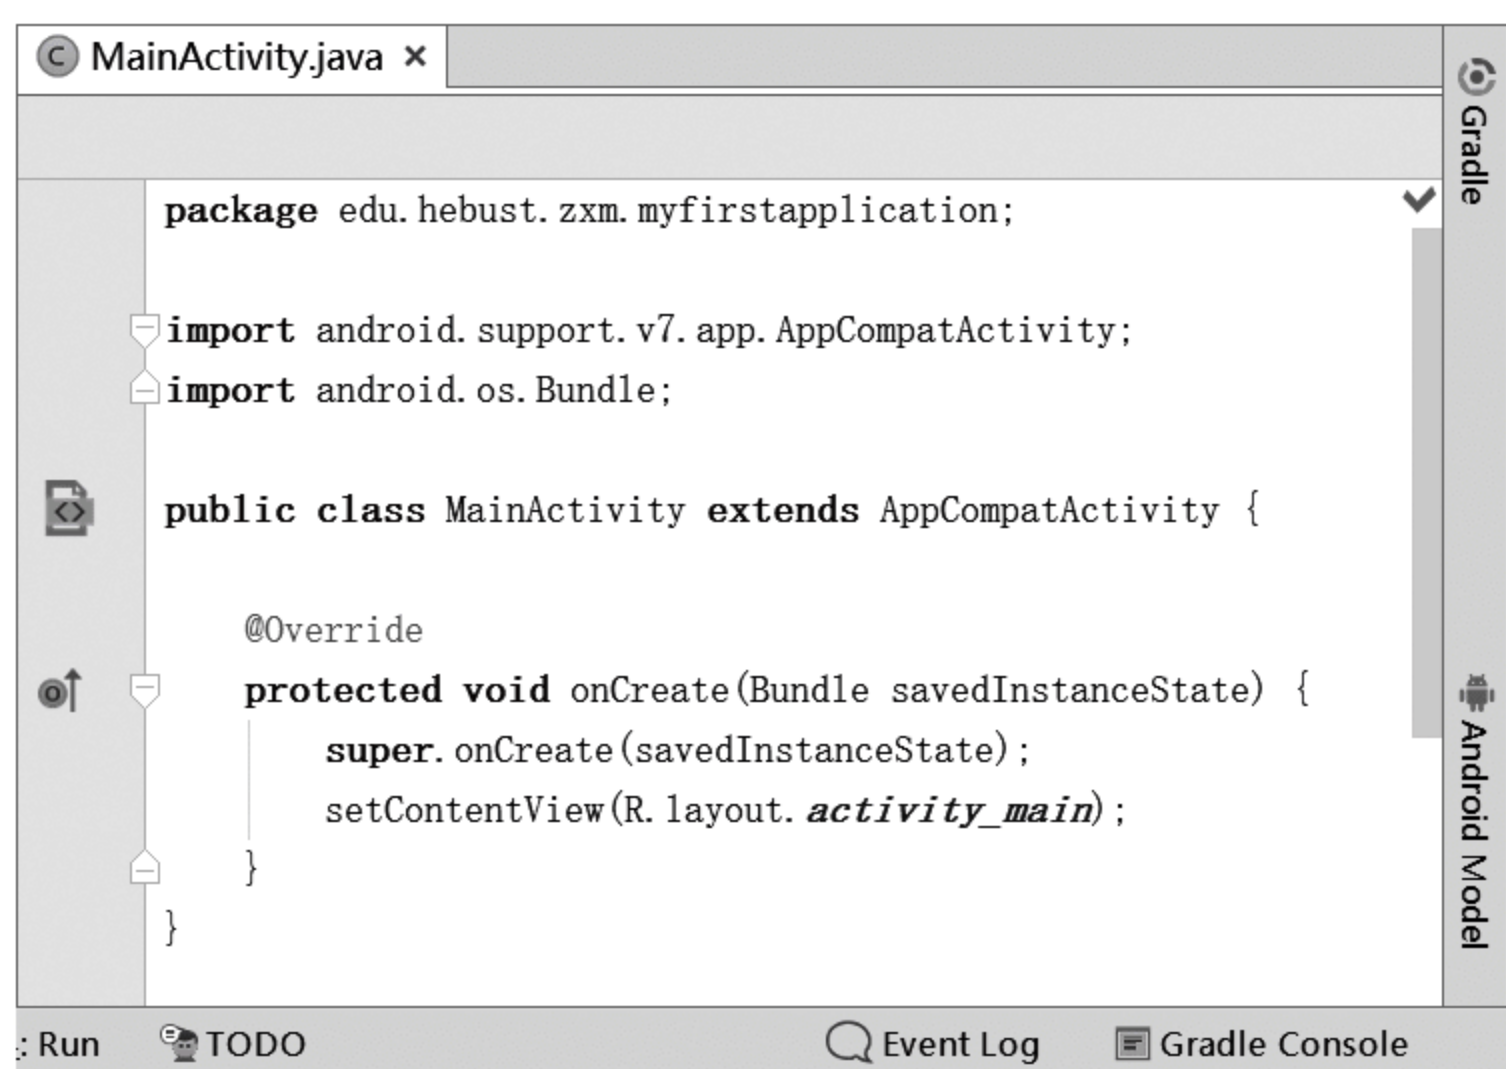 MainActivity.java
Gradle
package edu.hebust.zxm.myfirstapplication;
import android.support.v7.app.AppCompatActivity;
import android.os.Bundle;
public class MainActivity extends AppCompatActivity {
@Override
protected void onCreate(Bundle savedInstanceState) {
super.onCreate(savedInstanceState);
setContentView(R.layout.activity_main);
}
}
Android Model
: Run
TODO
Event Log
Gradle Console